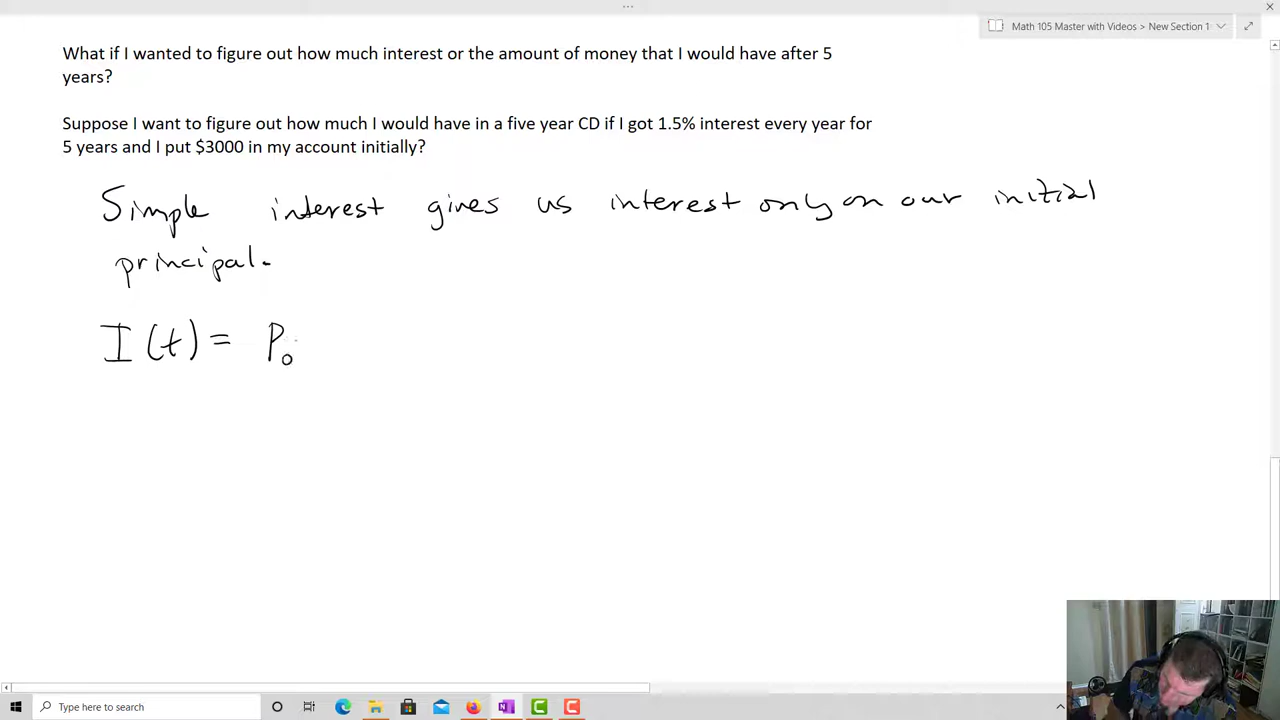 Math 105 Master with Videos > New Section 1
What if I wanted to figure out how much interest or the amount of money that I would have after 5
years?
Suppose I want to figure out how much I would have in a five year CD if I got 1.5% interest every year for
5 years and I put $3000 in my account initially?
Simple interest gives us interest only on our initial
principal.
I(t) = P₀
Type here to search